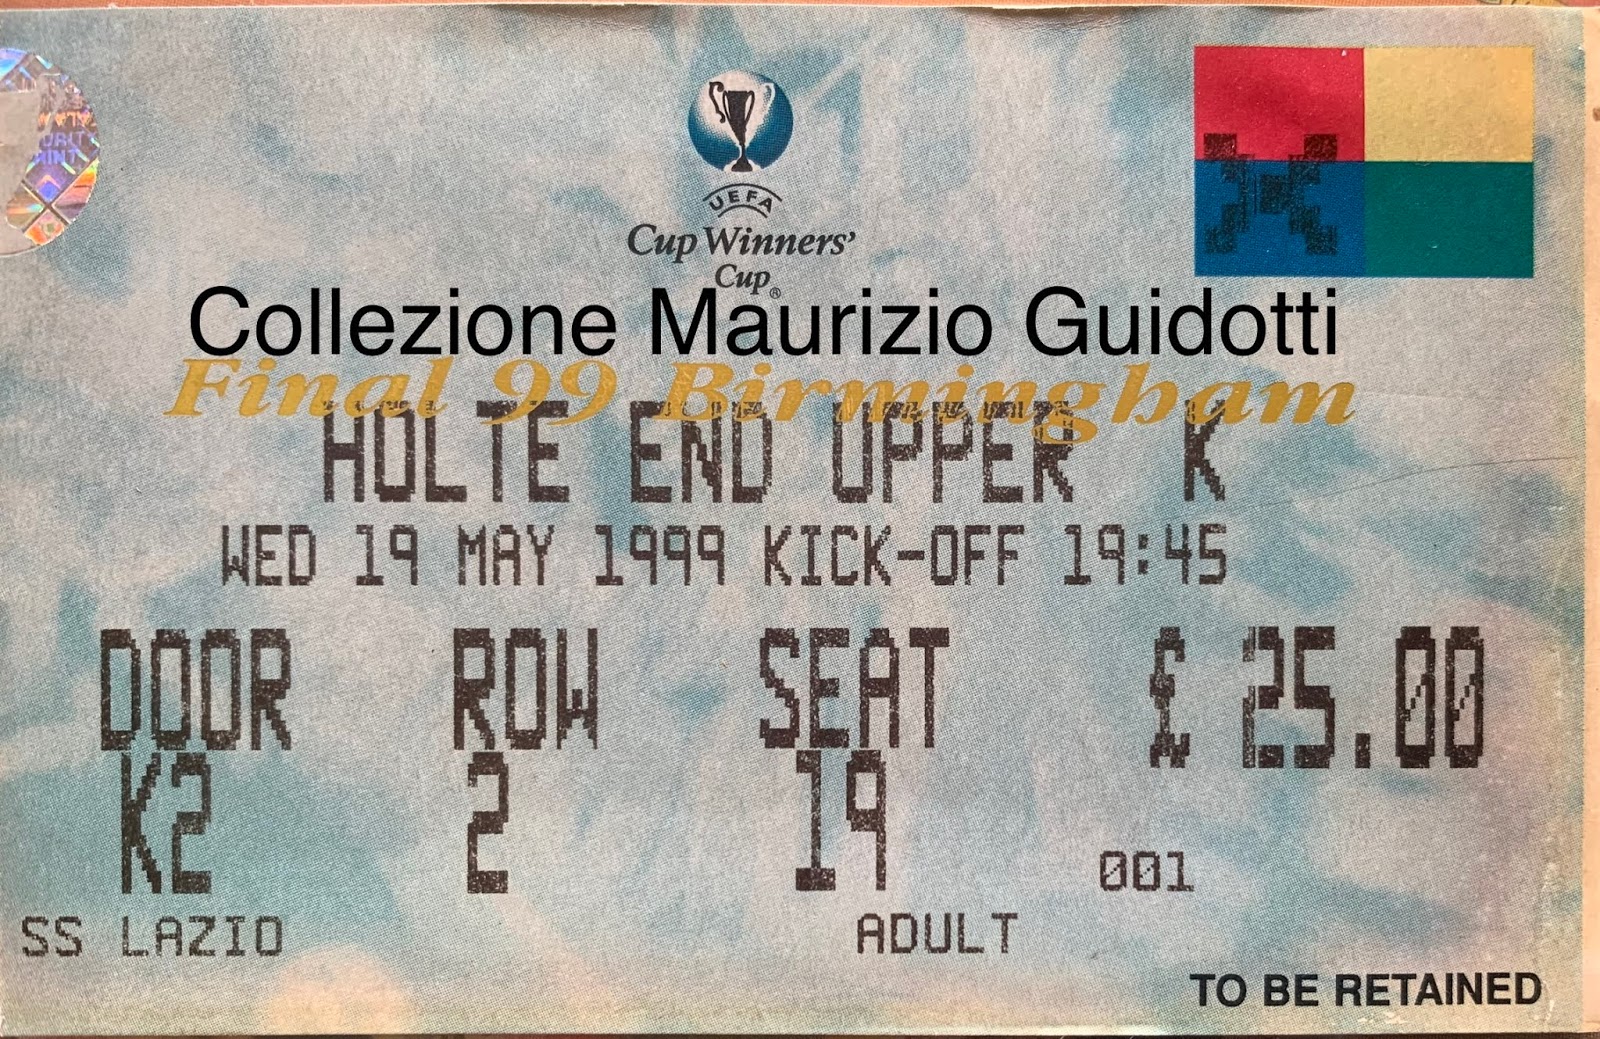 UEFA
Cup Winners'
Cup®
Collezione Maurizio Guidotti
Final 99 Birmingham
HOLTE END UPPER K
WED 19 MAY 1999 KICK-OFF 19:45
DOOR ROW SEAT £ 25.00
K2 2 19
001
SS LAZIO ADULT
TO BE RETAINED
K